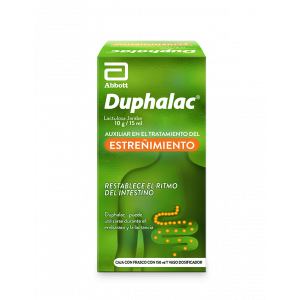 Abbott
Duphalac®
Lactulosa Jarabe
10 g / 15 ml
AUXILIAR EN EL TRATAMIENTO DEL
ESTREÑIMIENTO
RESTABLECE EL RITMO
DEL INTESTINO
Duphalac® puede
usarse durante el
embarazo y la lactancia
CAJA CON FRASCO CON 150 ml Y VASO DOSIFICADOR